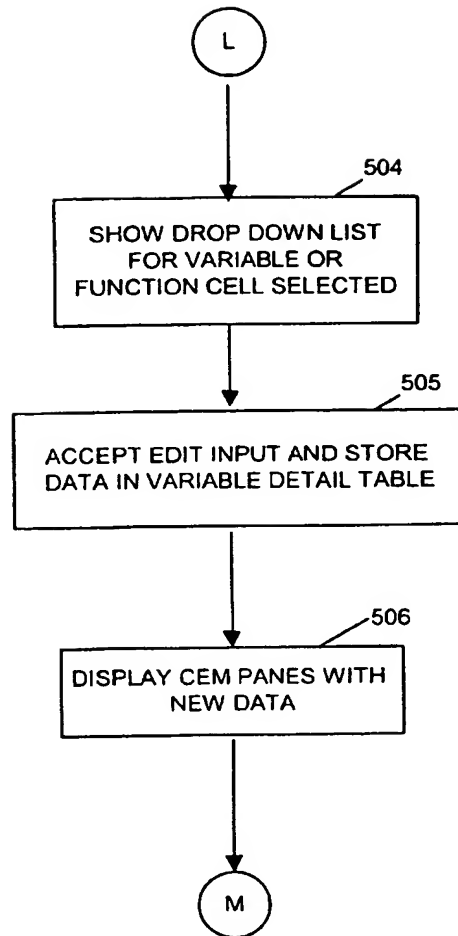 L
504
SHOW DROP DOWN LIST
FOR VARIABLE OR
FUNCTION CELL SELECTED
505
ACCEPT EDIT INPUT AND STORE
DATA IN VARIABLE DETAIL TABLE
506
DISPLAY CEM PANES WITH
NEW DATA
M